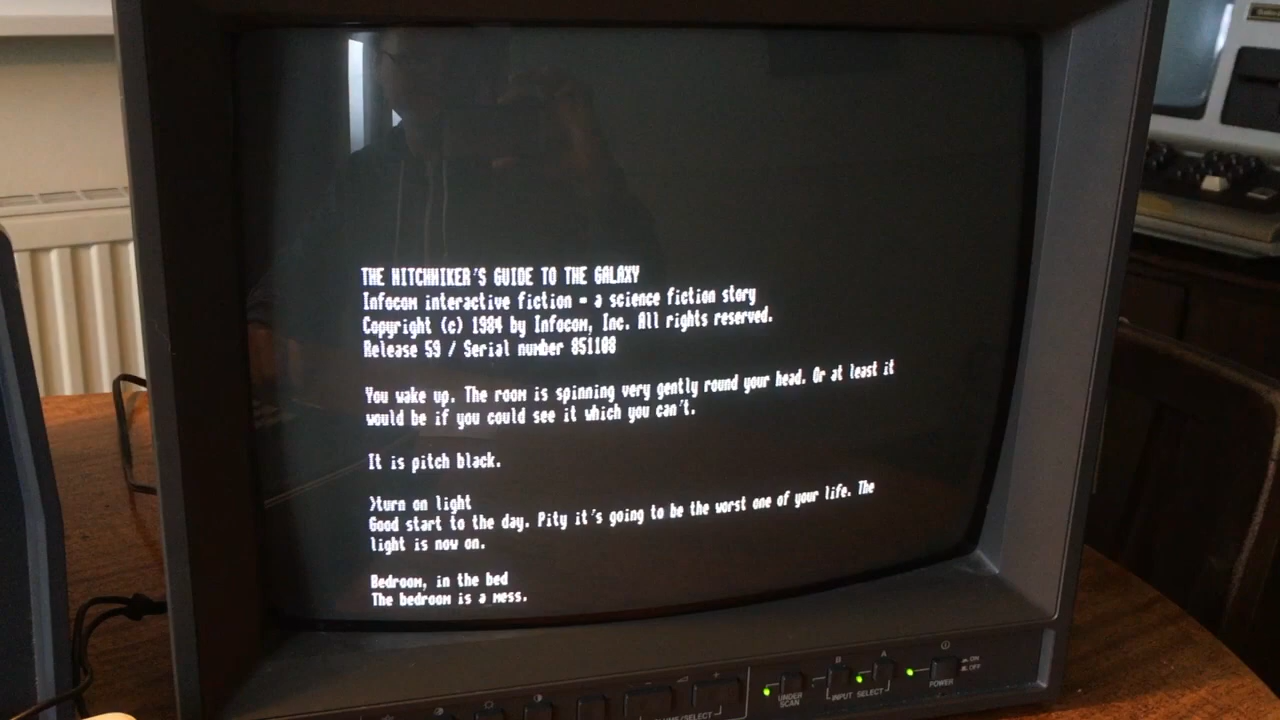 THE HITCHHIKER'S GUIDE TO THE GALAXY
Infocom interactive fiction - a science fiction story
Copyright (c) 1984 by Infocom, Inc. All rights reserved.
Release 59 / Serial number 851108
You wake up. The room is spinning very gently round your head. Or at least it
would be if you could see it which you can't.
It is pitch black.
>turn on light
Good start to the day. Pity it's going to be the worst one of your life. The
light is now on.
Bedroom, in the bed
The bedroom is a mess.
UNDER
SCAN
B
A
INPUT SELECT
POWER
ON
OFF